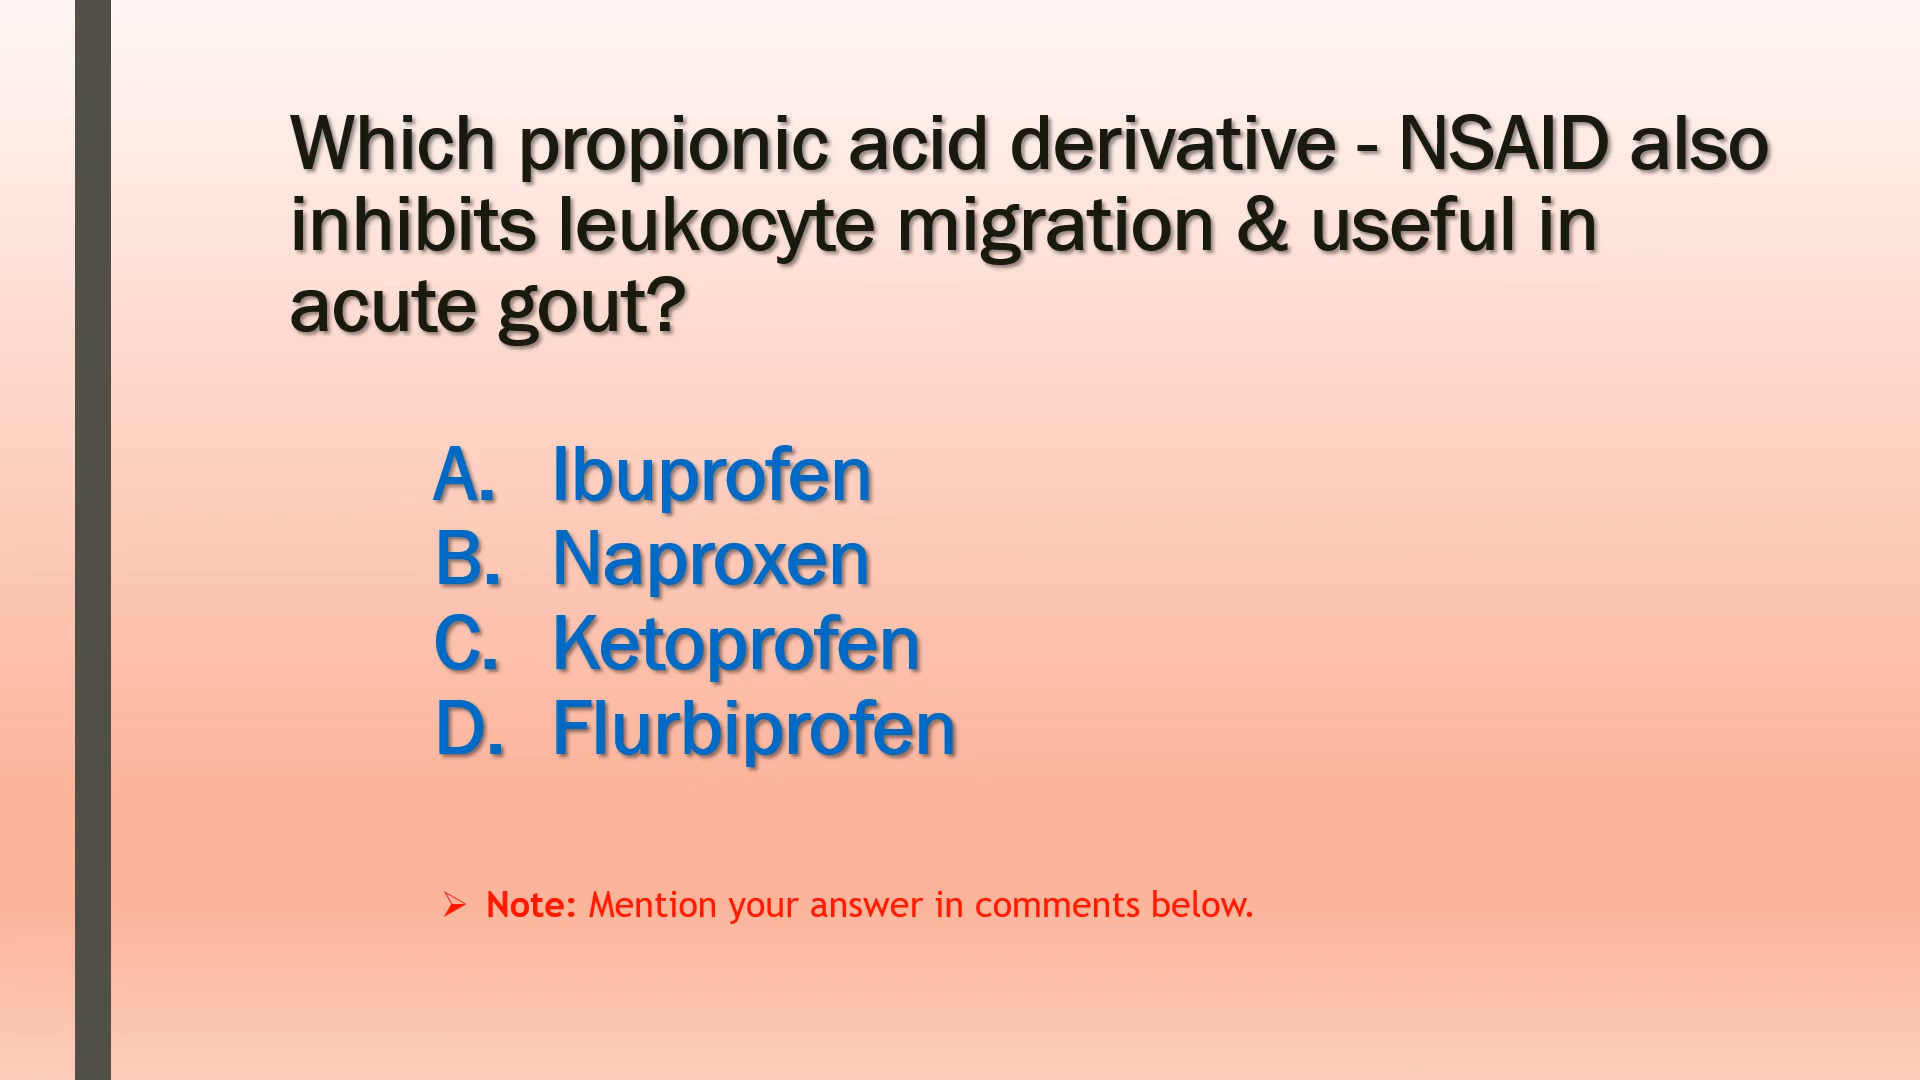 Which propionic acid derivative - NSAID also
inhibits leukocyte migration & useful in
acute gout?
A. Ibuprofen
B. Naproxen
C. Ketoprofen
D. Flurbiprofen
➢ Note: Mention your answer in comments below.